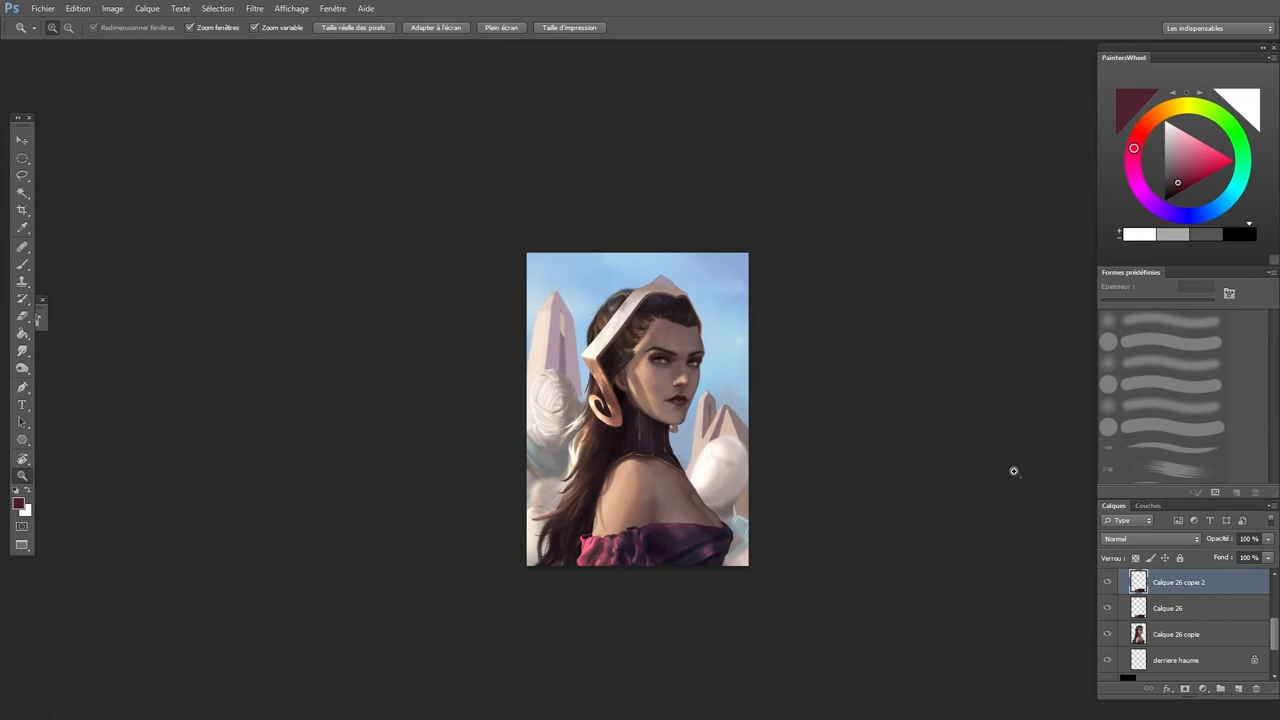 Ps Fichier Edition Image Calque Texte Sélection Filtre Affichage Fenêtre Aide
Redimensionner fenêtres Zoom fenêtres Zoom variable Taille réelle des pixels Adapter à l'écran Plein écran Taille d'impression Les indispensables
PaintersWheel
Formes prédéfinies
Epaisseur :
Calques Couches
Type
Normal Opacité : 100 %
Verrou : Fond : 100 %
Calque 26 copie 2
Calque 26
Calque 26 copie
derriere haume